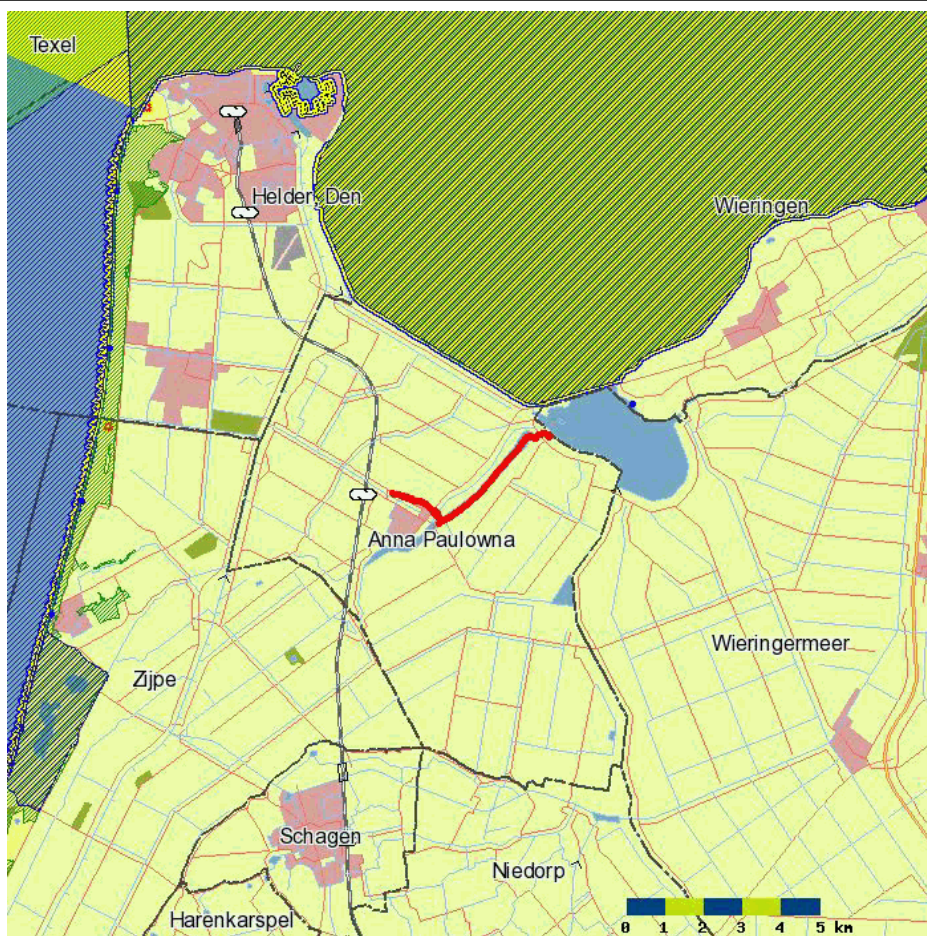 Texel
Helder, Den
Wieringen
Anna Paulowna
Wieringermeer
Zijpe
Schagen
Niedorp
Harenkarspel
0 1 2 3 4 5 km